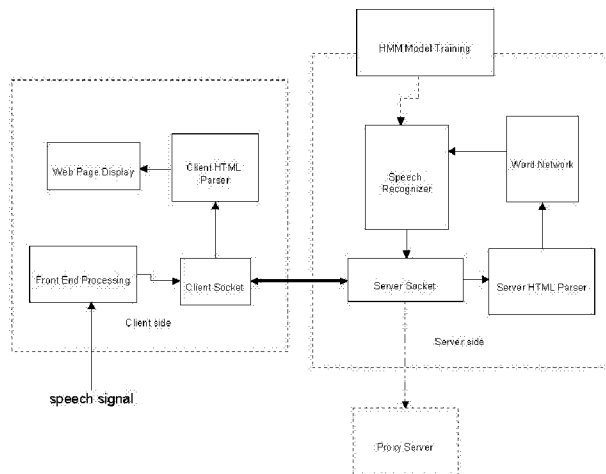 HMM Model Training
Web Page Display
Client HTML
Parser
Speech
Recognizer
Word Network
Front End Processing
Client Socket
Server Socket
Server HTML Parser
Client side
Server side
speech signal
Proxy Server